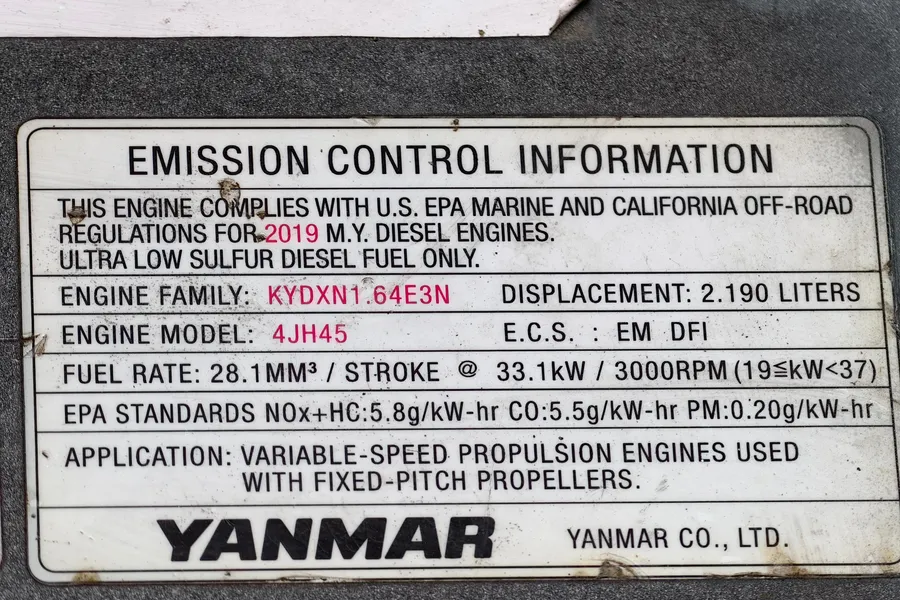 EMISSION CONTROL INFORMATION
THIS ENGINE COMPLIES WITH U.S. EPA MARINE AND CALIFORNIA OFF-ROAD
REGULATIONS FOR 2019 M.Y. DIESEL ENGINES.
ULTRA LOW SULFUR DIESEL FUEL ONLY.
ENGINE FAMILY: KYDXN1.64E3N DISPLACEMENT: 2.190 LITERS
ENGINE MODEL: 4JH45 E.C.S. : EM DFI
FUEL RATE: 28.1MM³ / STROKE @ 33.1kW / 3000RPM (19≦kW<37)
EPA STANDARDS NOx+HC:5.8g/kW-hr CO:5.5g/kW-hr PM:0.20g/kW-hr
APPLICATION: VARIABLE-SPEED PROPULSION ENGINES USED
WITH FIXED-PITCH PROPELLERS.
YANMAR YANMAR CO., LTD.